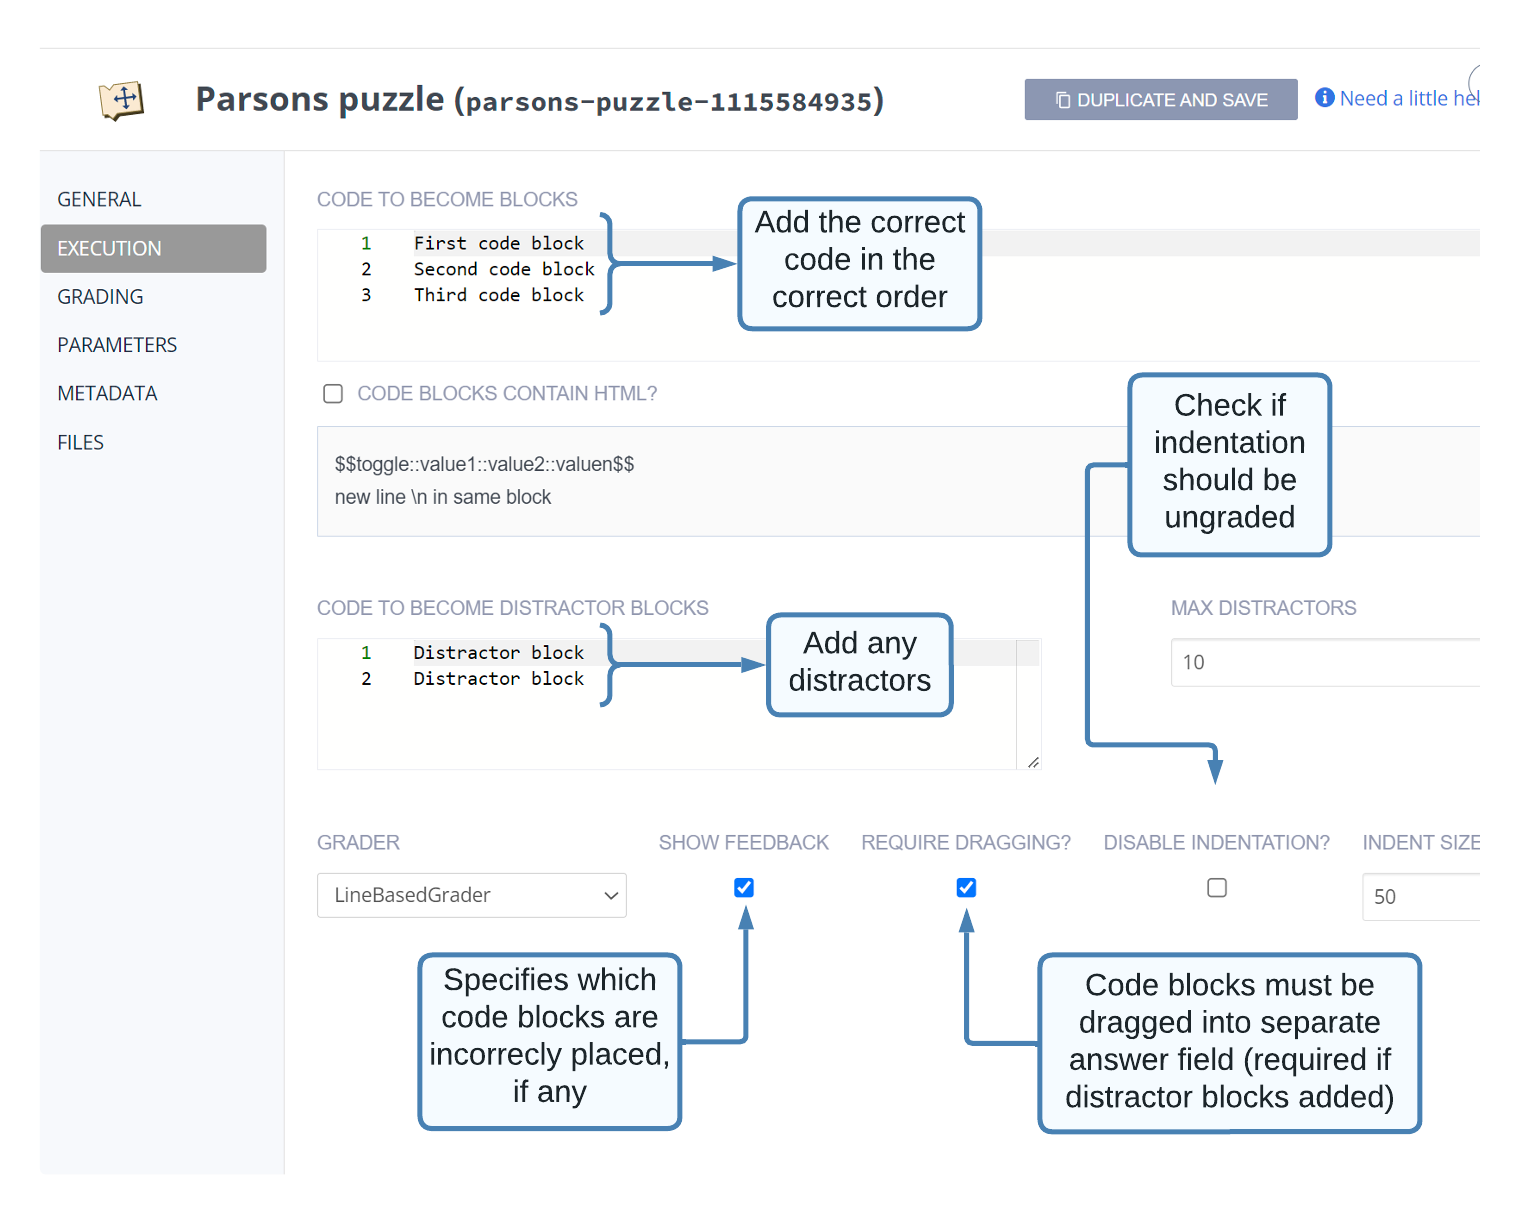 Parsons puzzle (parsons-puzzle-1115584935)
DUPLICATE AND SAVE
Need a little
GENERAL
EXECUTION
GRADING
PARAMETERS
METADATA
FILES
CODE TO BECOME BLOCKS
1 First code block
2 Second code block
3 Third code block
Add the correct
code in the
correct order
CODE BLOCKS CONTAIN HTML?
$$toggle::value1::value2::valuen$$
new line \n in same block
Check if
indentation
should be
ungraded
CODE TO BECOME DISTRACTOR BLOCKS
1 Distractor block
2 Distractor block
Add any
distractors
MAX DISTRACTORS
10
GRADER
LineBasedGrader
SHOW FEEDBACK
REQUIRE DRAGGING?
DISABLE INDENTATION?
INDENT SIZE
50
Specifies which
code blocks are
incorrecly placed,
if any
Code blocks must be
dragged into separate
answer field (required if
distractor blocks added)